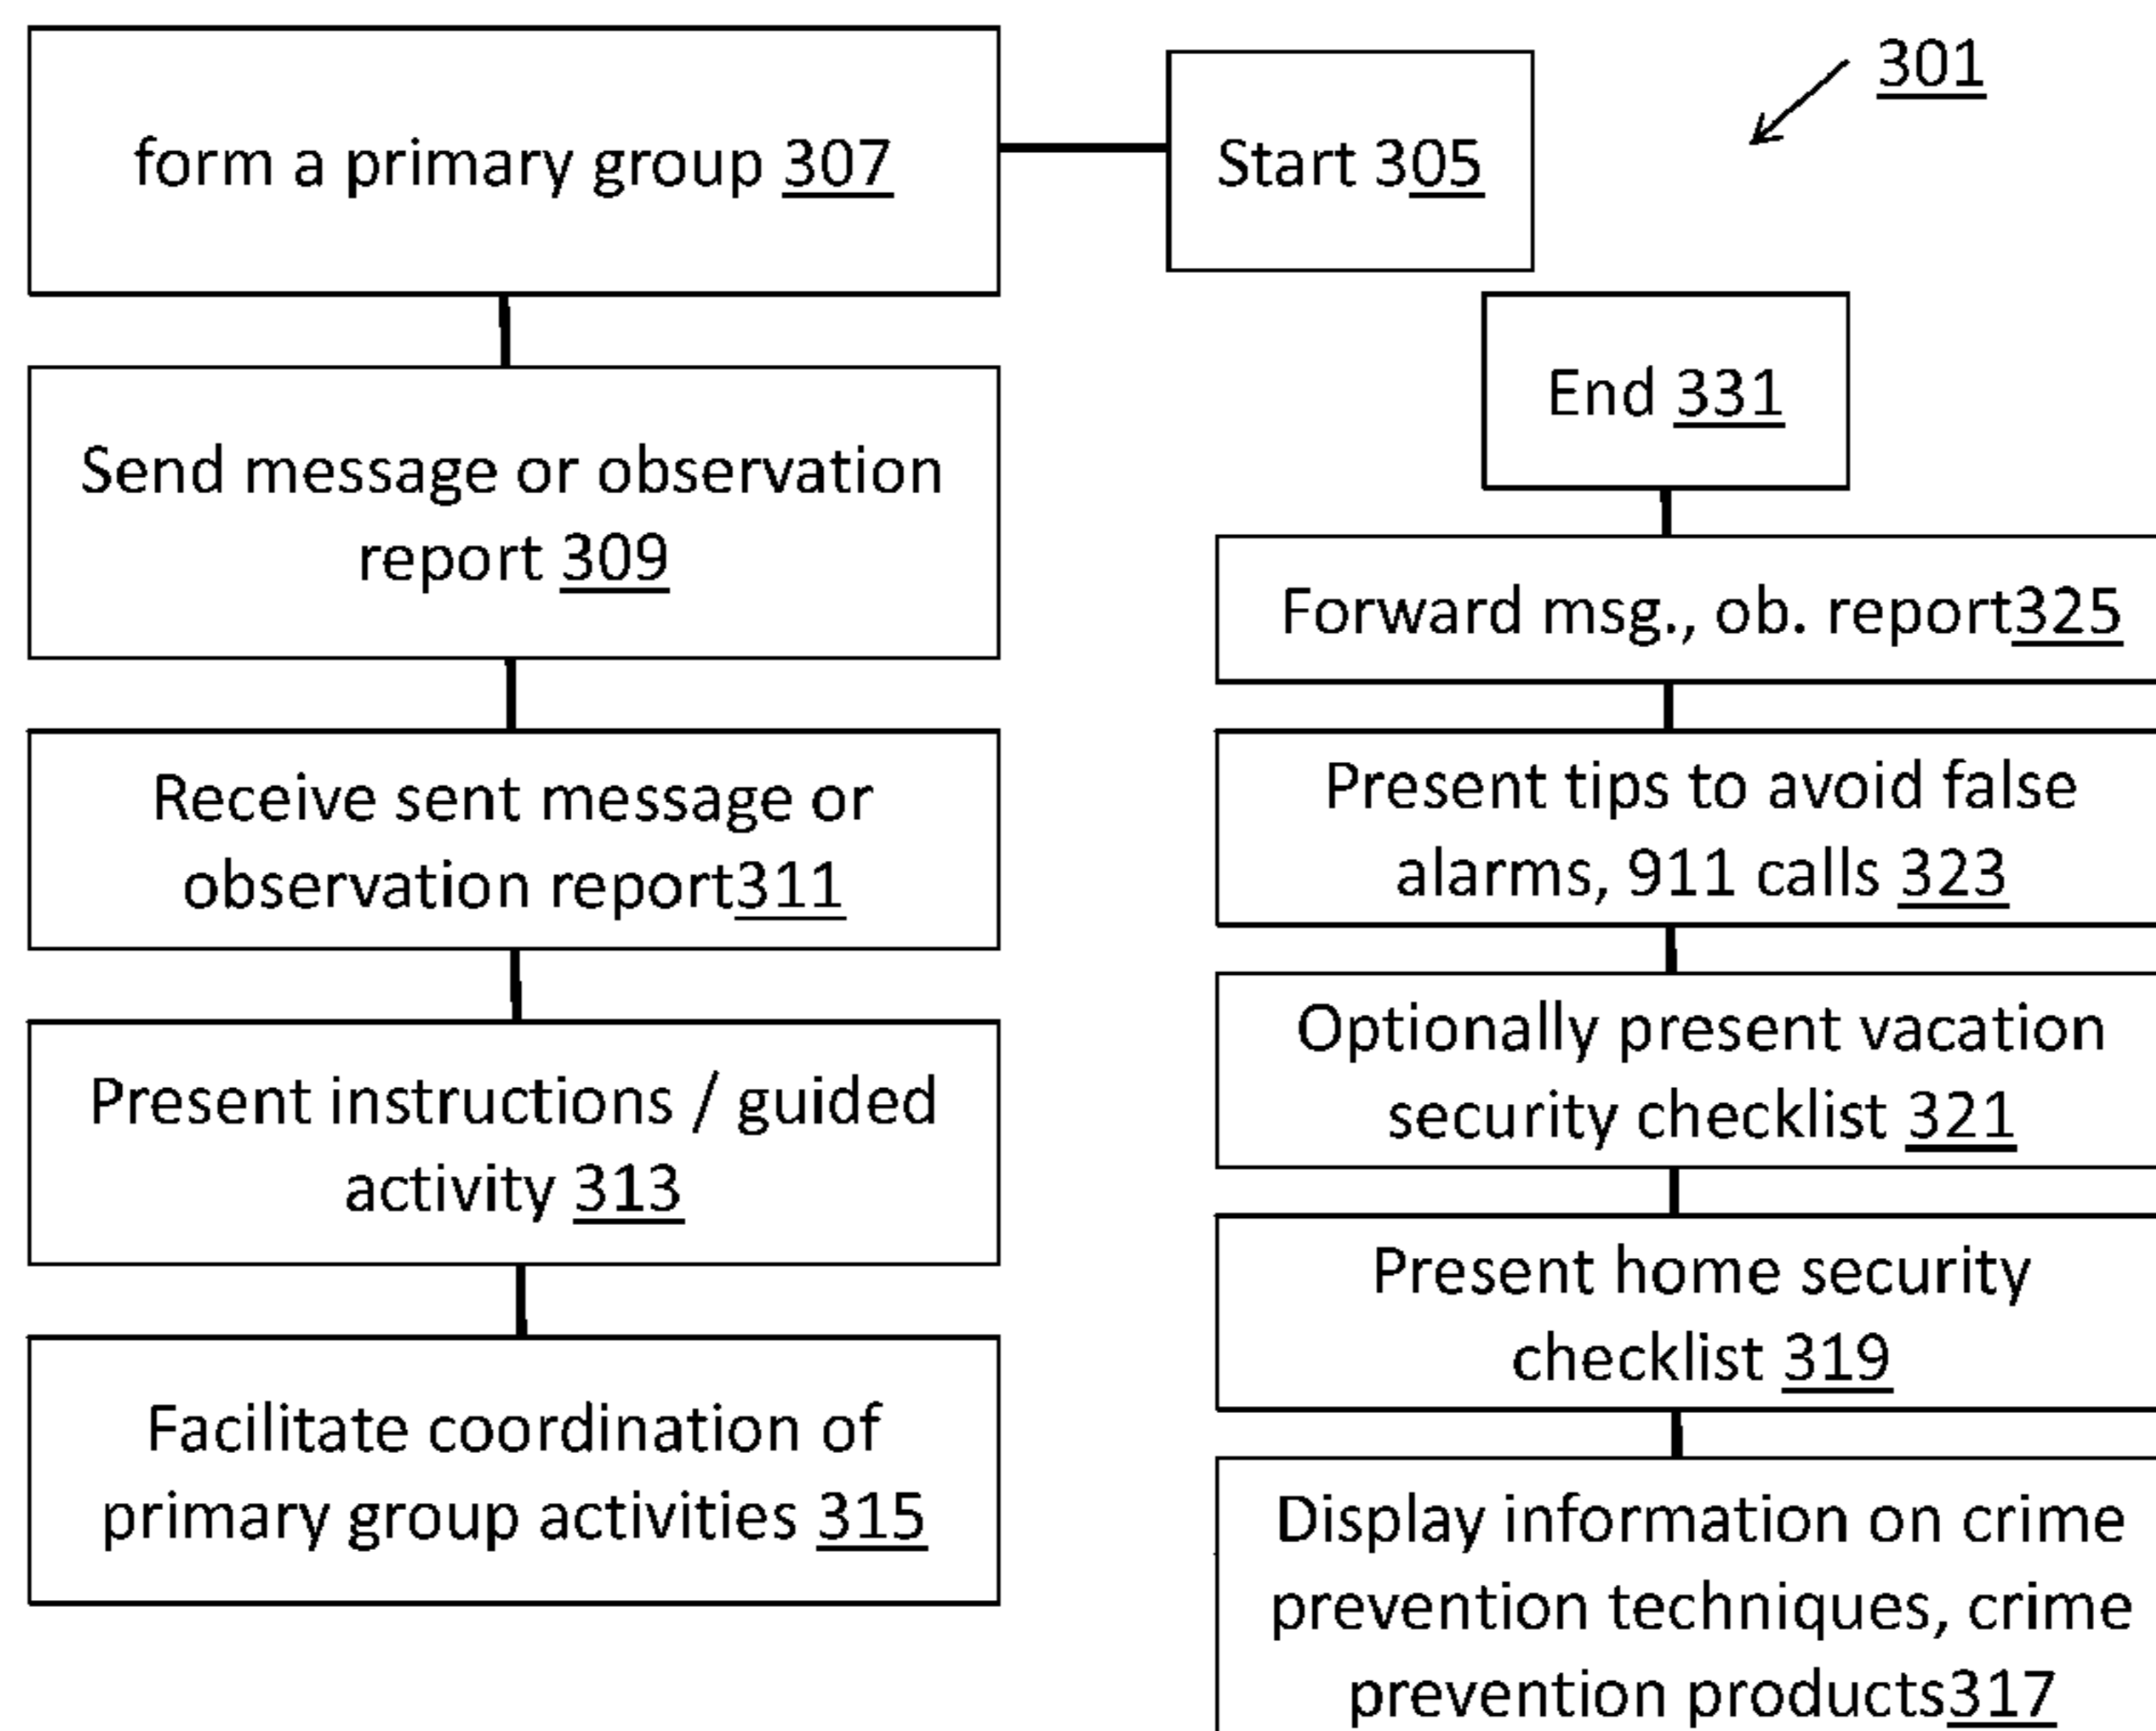 form a primary group 307
Start 305
301
Send message or observation
report 309
Receive sent message or
observation report311
Present instructions / guided
activity 313
Facilitate coordination of
primary group activities 315
End 331
Forward msg., ob. report325
Present tips to avoid false
alarms, 911 calls 323
Optionally present vacation
security checklist 321
Present home security
checklist 319
Display information on crime
prevention techniques, crime
prevention products317